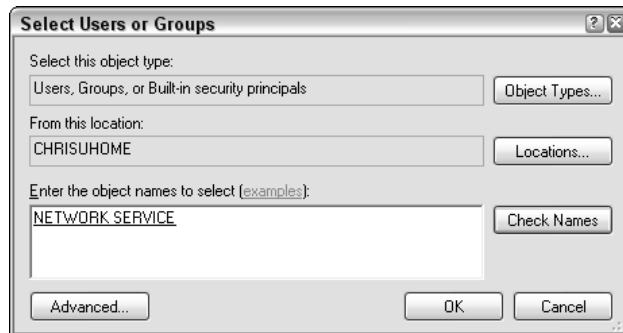 Select Users or Groups
Select this object type:
Users, Groups, or Built-in security principals
Object Types...
From this location:
CHRISUHOME
Locations...
Enter the object names to select (examples):
NETWORK SERVICE
Check Names
Advanced...
OK
Cancel